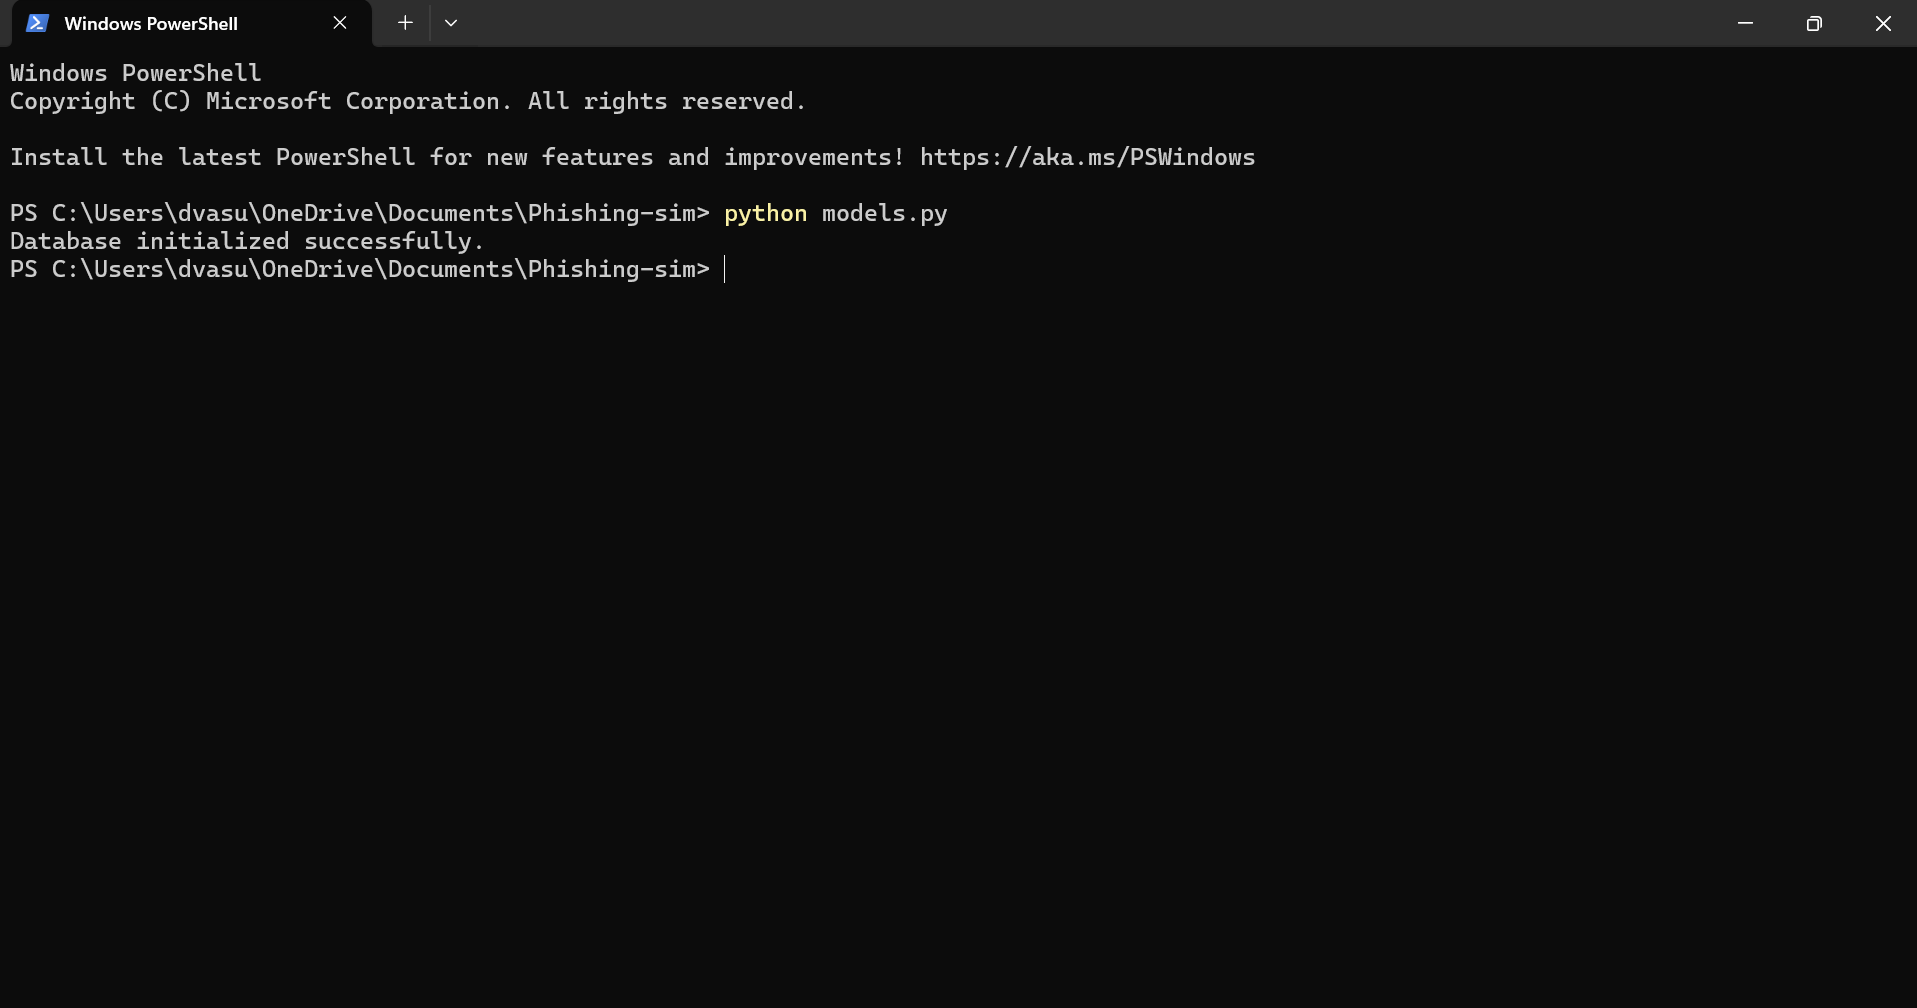 Windows PowerShell
Windows PowerShell
Copyright (C) Microsoft Corporation. All rights reserved.
Install the latest PowerShell for new features and improvements! https://aka.ms/PSWindows
PS C:\Users\dvasu\OneDrive\Documents\Phishing-sim> python models.py
Database initialized successfully.
PS C:\Users\dvasu\OneDrive\Documents\Phishing-sim>